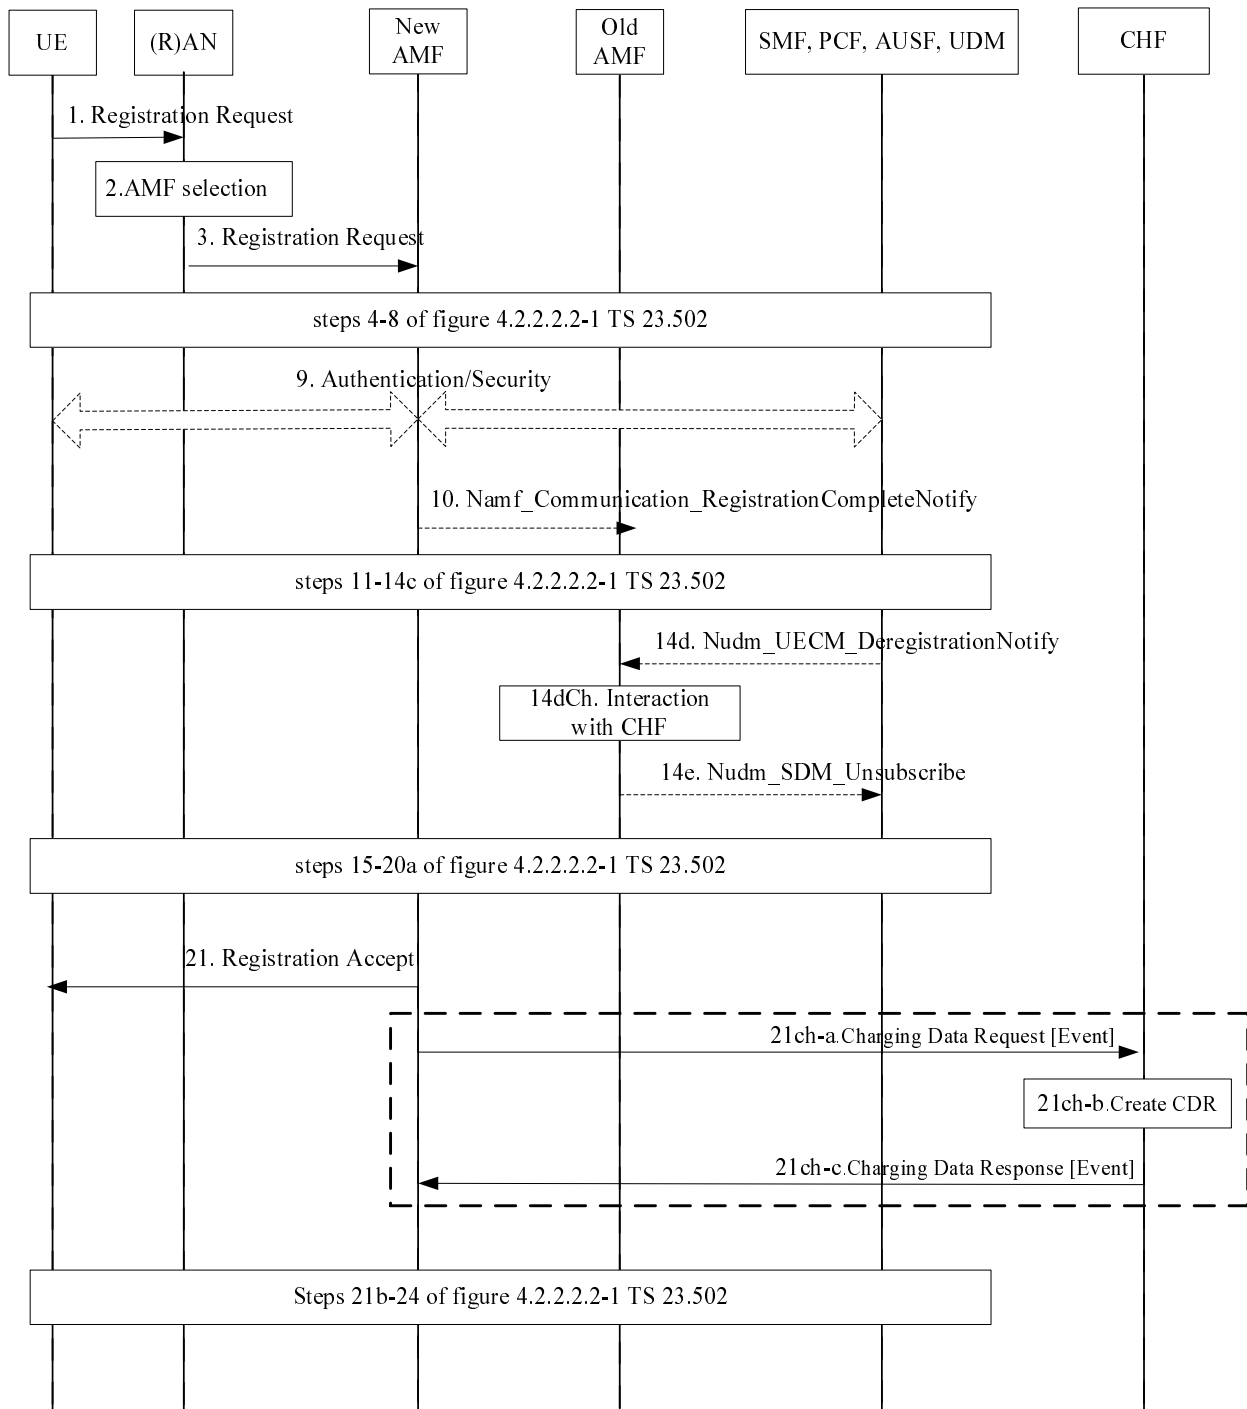 UE
(R)AN
New
AMF
Old
AMF
SMF, PCF, AUSF, UDM
CHF
1. Registration Request
2.AMF selection
3. Registration Request
steps 4-8 of figure 4.2.2.2.2-1 TS 23.502
9. Authentication/Security
10. Namf_Communication_RegistrationCompleteNotify
steps 11-14c of figure 4.2.2.2.2-1 TS 23.502
14d. Nudm_UECM_DeregistrationNotify
14dCh. Interaction
with CHF
14e. Nudm_SDM_Unsubscribe
steps 15-20a of figure 4.2.2.2.2-1 TS 23.502
21. Registration Accept
21ch-a.Charging Data Request [Event]
21ch-b.Create CDR
21ch-c.Charging Data Response [Event]
Steps 21b-24 of figure 4.2.2.2.2-1 TS 23.502